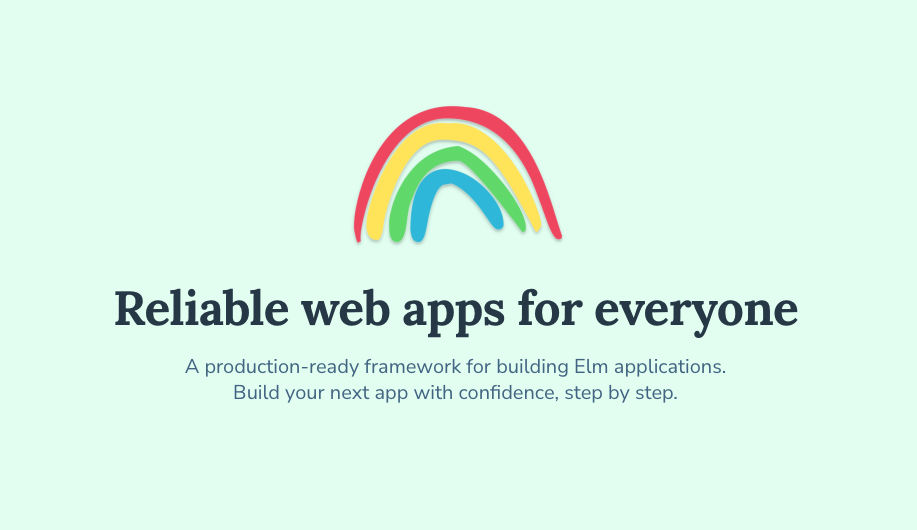 Reliable web apps for everyone
A production-ready framework for building Elm applications.
Build your next app with confidence, step by step.